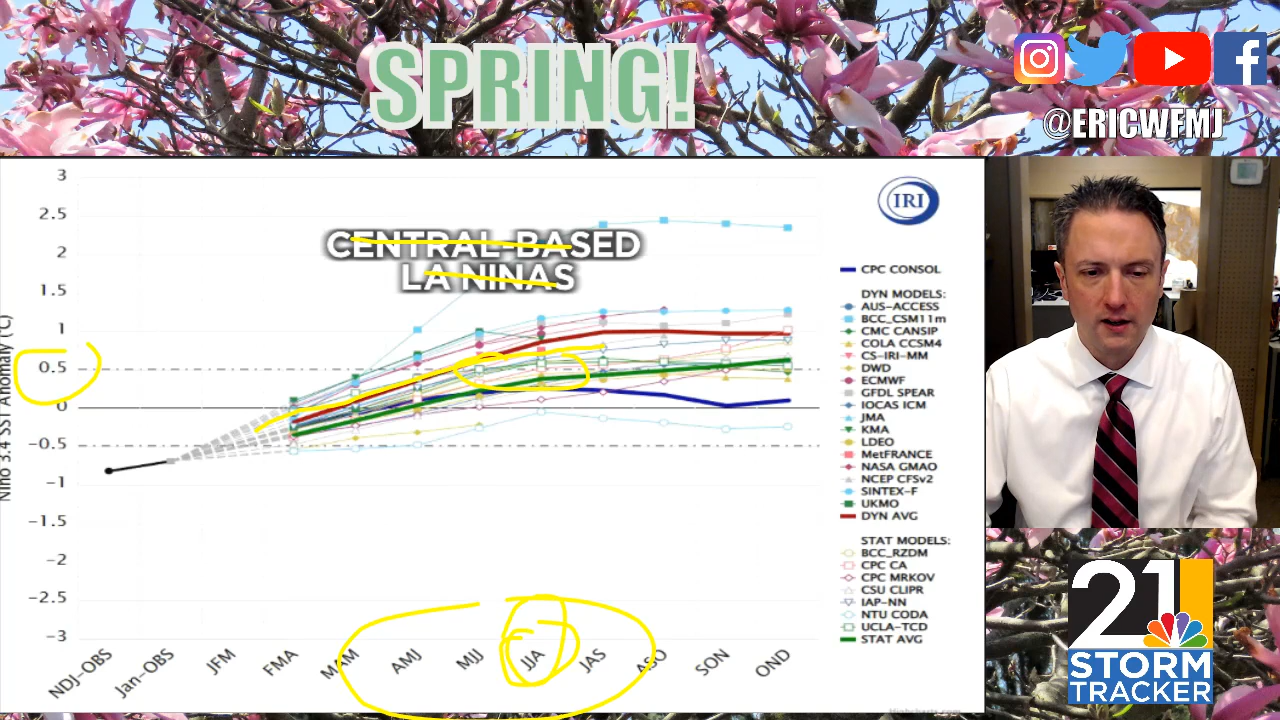 SPRING!
@ERICWFMJ
3
2.5
2
1.5
1
0.5
0
-0.5
-1
-1.5
-2
-2.5
-3
Nino 3.4 SST Anomaly (°C)
CENTRAL-BASED
LA NINAS
NDJ-OBS
Jan-OBS
JFM
FMA
MAM
AMJ
MJJ
JJA
JAS
ASO
SON
OND
IRI
CPC CONSOL
DYN MODELS:
AUS-ACCESS
BCC_CSM11m
CMC CANSIP
COLA CCSM4
CS-IRI-MM
DWD
ECMWF
GFDL SPEAR
IOCAS ICM
JMA
KMA
LDEO
MetFRANCE
NASA GMAO
NCEP CFSv2
SINTEX-F
UKMO
DYN AVG
STAT MODELS:
BCC_RZDM
CPC CA
CPC MRKOV
CSU CLIPR
IAP-NN
NTU CODA
UCLA-TCD
STAT AVG
Highcharts.com
21
STORM
TRACKER